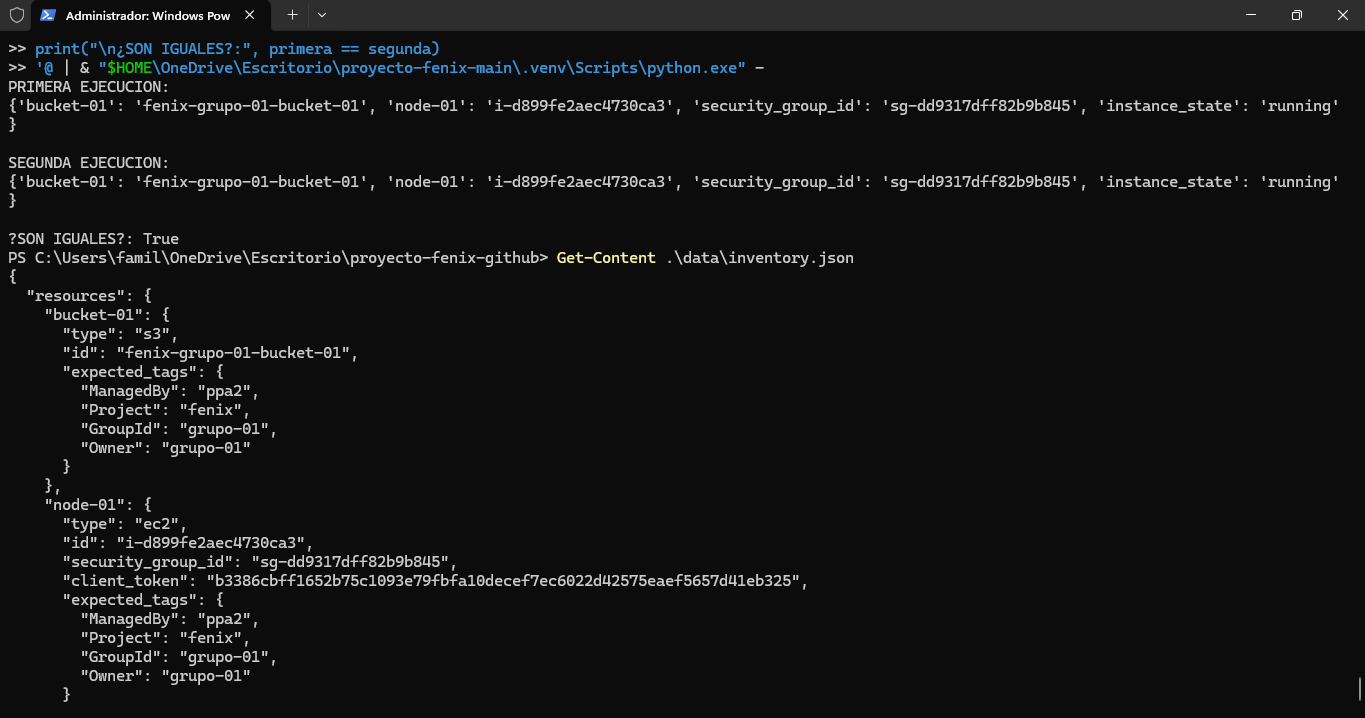 Administrador: Windows Pow
>> print("\n¿SON IGUALES?:", primera == segunda)
>> '@ | & "$HOME\OneDrive\Escritorio\proyecto-fenix-main\.venv\Scripts\python.exe" -
PRIMERA EJECUCION:
{'bucket-01': 'fenix-grupo-01-bucket-01', 'node-01': 'i-d899fe2aec4730ca3', 'security_group_id': 'sg-dd9317dff82b9b845', 'instance_state': 'running'
}
SEGUNDA EJECUCION:
{'bucket-01': 'fenix-grupo-01-bucket-01', 'node-01': 'i-d899fe2aec4730ca3', 'security_group_id': 'sg-dd9317dff82b9b845', 'instance_state': 'running'
}
?SON IGUALES?: True
PS C:\Users\famil\OneDrive\Escritorio\proyecto-fenix-github> Get-Content .\data\inventory.json
{
  "resources": {
    "bucket-01": {
      "type": "s3",
      "id": "fenix-grupo-01-bucket-01",
      "expected_tags": {
        "ManagedBy": "ppa2",
        "Project": "fenix",
        "GroupId": "grupo-01",
        "Owner": "grupo-01"
      }
    },
    "node-01": {
      "type": "ec2",
      "id": "i-d899fe2aec4730ca3",
      "security_group_id": "sg-dd9317dff82b9b845",
      "client_token": "b3386cbff1652b75c1093e79fbfa10decef7ec6022d42575eaef5657d41eb325",
      "expected_tags": {
        "ManagedBy": "ppa2",
        "Project": "fenix",
        "GroupId": "grupo-01",
        "Owner": "grupo-01"
      }